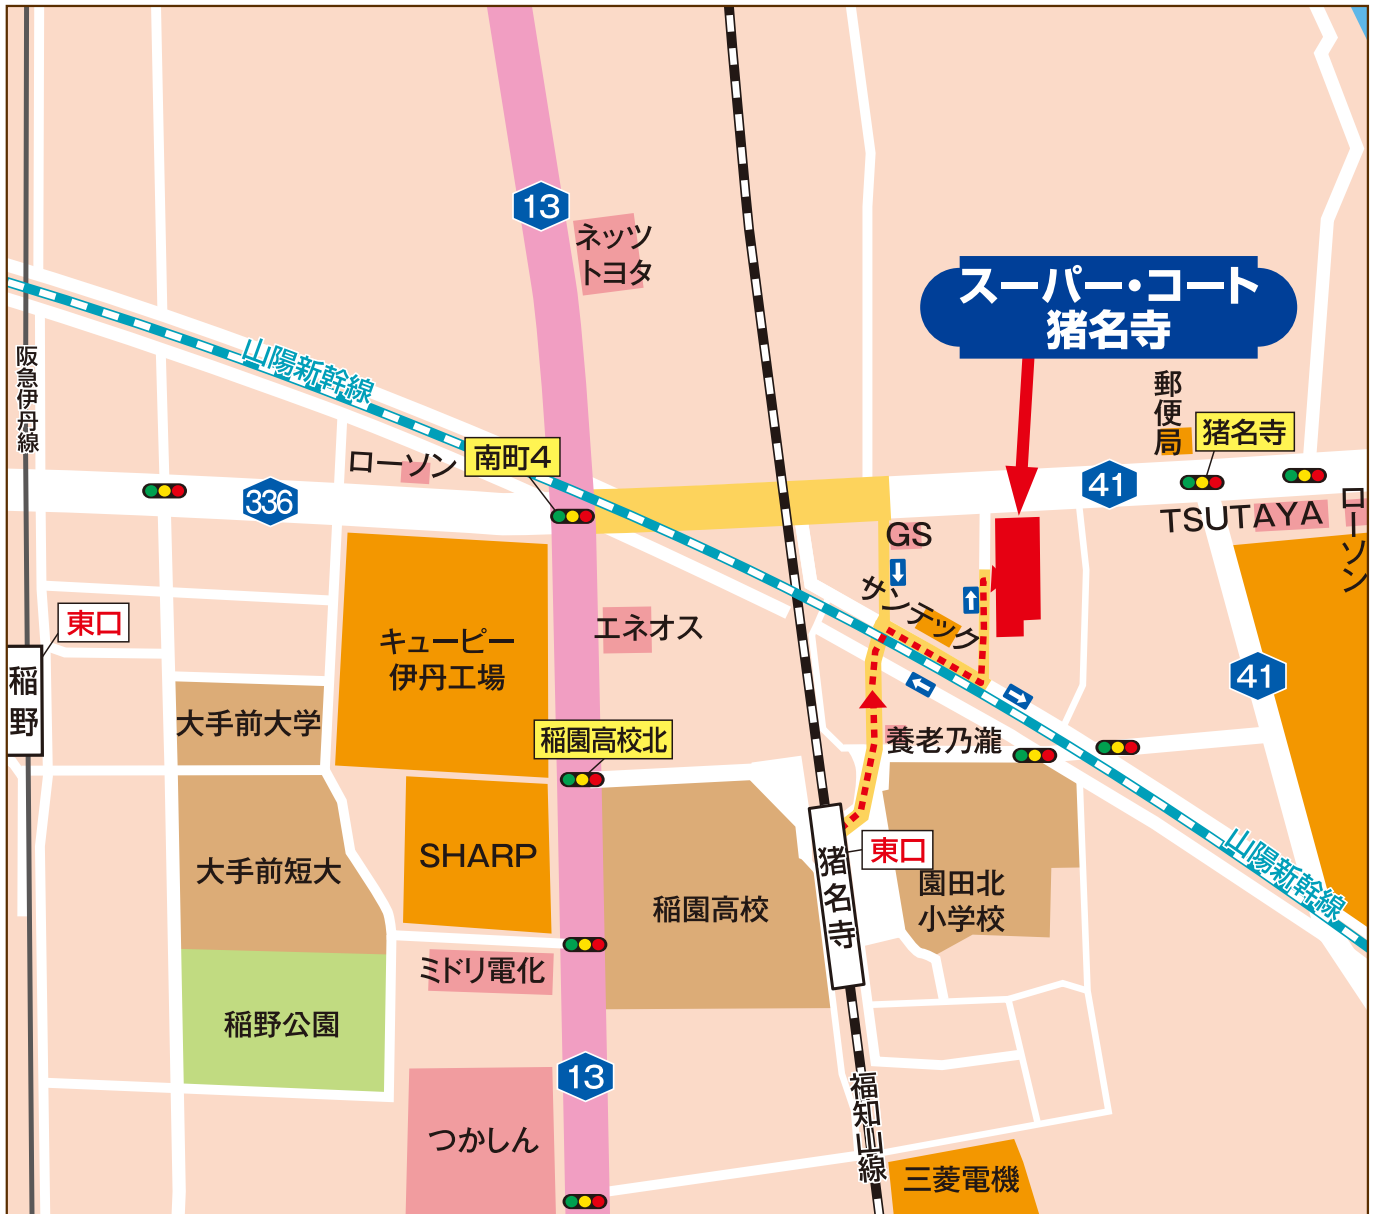 13
ネッツ
トヨタ
スーパー・コート
猪名寺
山陽新幹線
阪急伊丹線
郵便局
猪名寺
ローソン
南町4
336
41
TSUTAYA
ローソン
GS
サンテック
東口
エネオス
キューピー
伊丹工場
稲野
41
大手前大学
稲園高校北
養老乃瀧
猪名寺
東口
山陽新幹線
SHARP
大手前短大
園田北
小学校
稲園高校
ミドリ電化
稲野公園
13
福知山線
つかしん
三菱電機